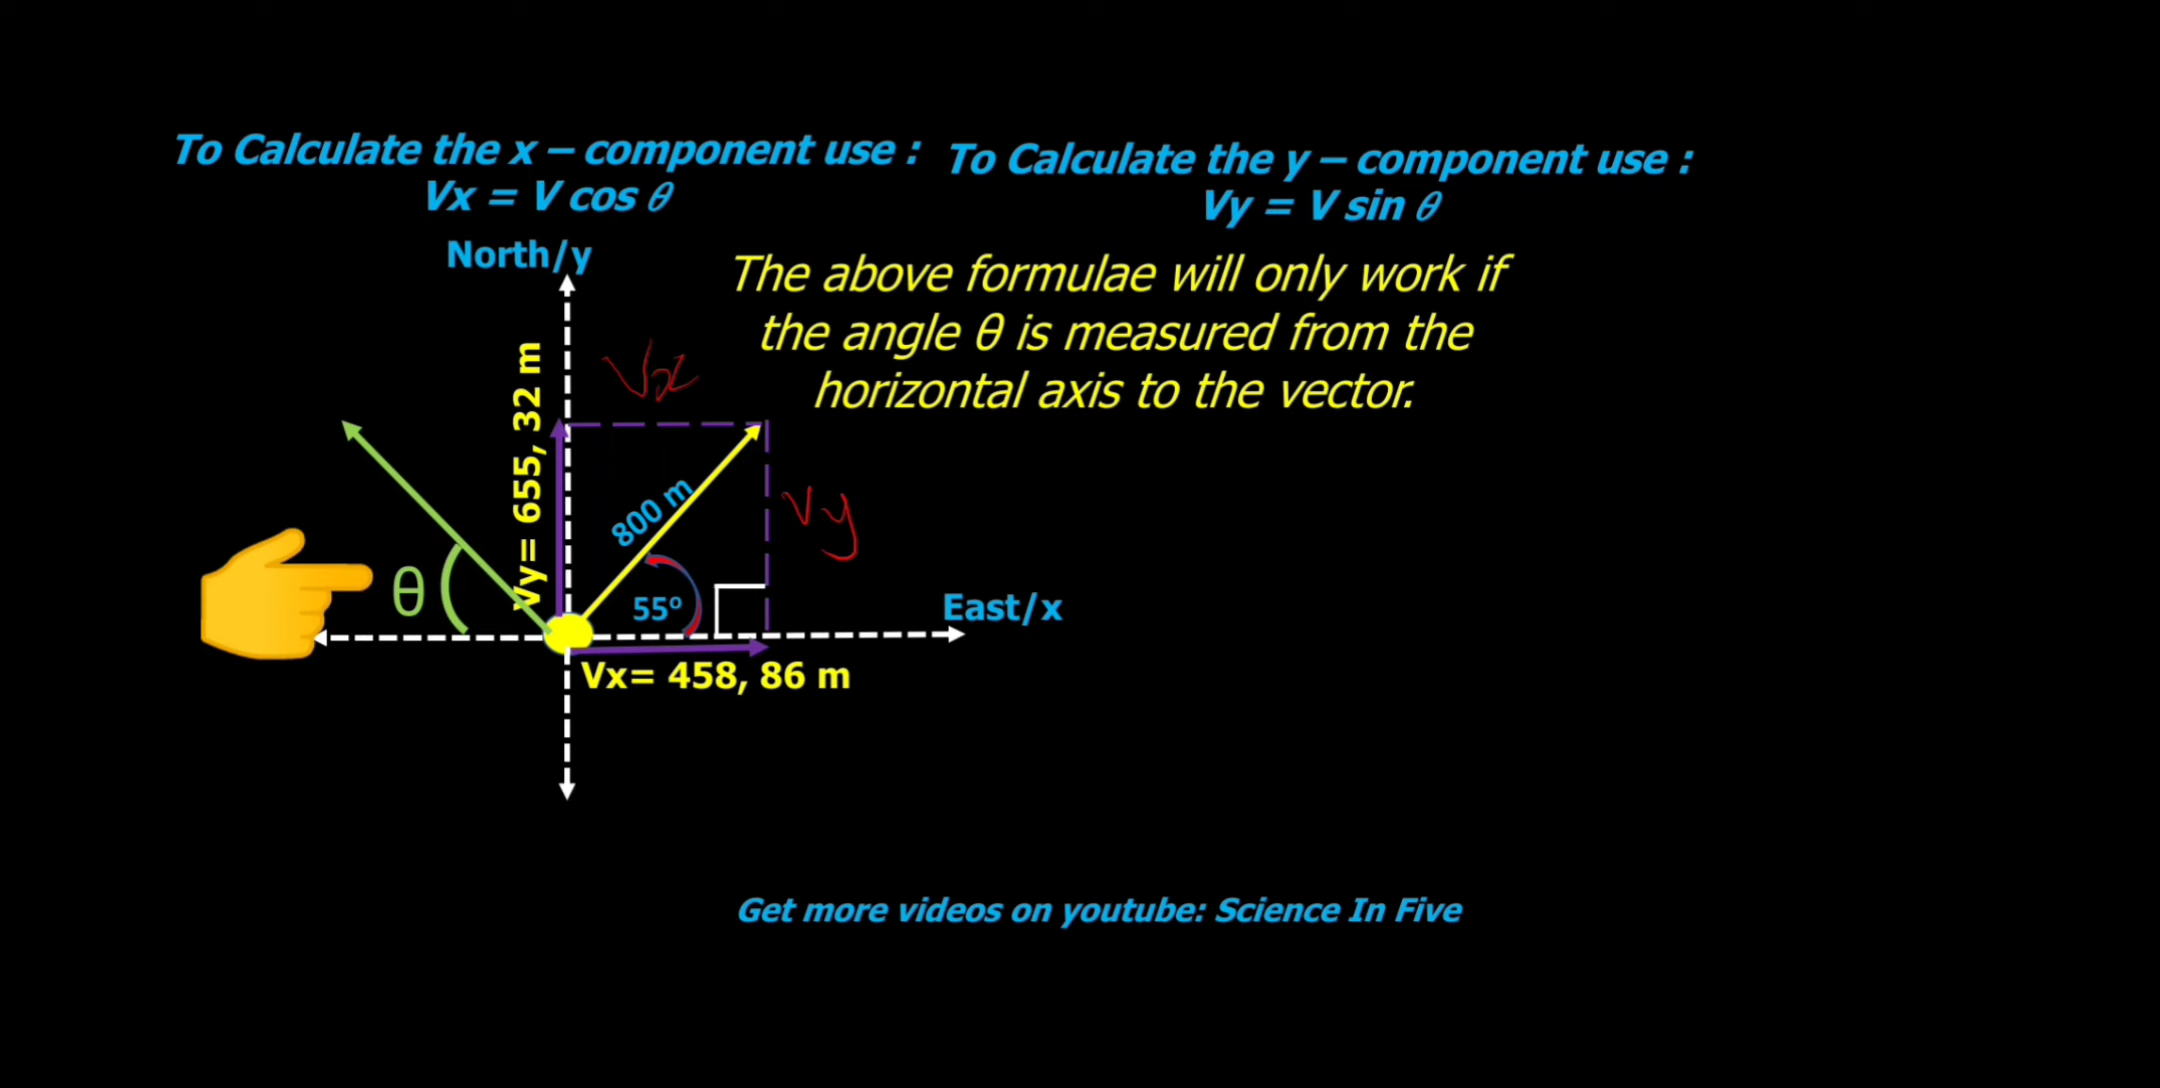 To Calculate the x – component use :
Vx = V cos θ
To Calculate the y – component use :
Vy = V sin θ
North/y
The above formulae will only work if
the angle θ is measured from the
horizontal axis to the vector.
Vx
Vy= 655, 32 m
800 m
Vy
θ
55º
East/x
Vx= 458, 86 m
Get more videos on youtube: Science In Five